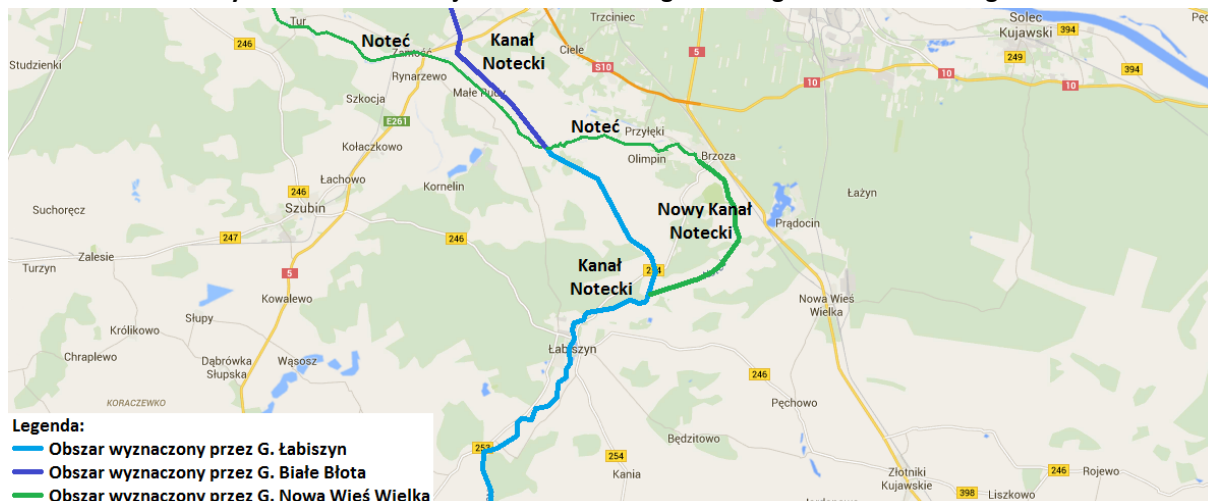 Tur
Trzciniec
Solec
Kujawski
394
246
Noteć
Kanał
Notecki
Zamość
Ciele
5
S10
10
249
394
10
10
Studzienki
Rynarzewo
Małe Rudy
Szkocja
E261
Noteć
Przyłęki
Olimpin
Brzoza
Kołaczkowo
Łachowo
Kornelin
246
Szubin
Suchoręcz
Łażyn
Nowy Kanał
Notecki
Prądocin
247
246
Zalesie
Turzyn
5
Kanał
Notecki
Kowalewo
Nowa Wieś
Wielka
Słupy
Królikowo
Chraplewo
Dąbrówka
Słupska
Wąsosz
Łabiszyn
246
Pęchowo
KORACZEWKO
Legenda:
Obszar wyznaczony przez G. Łabiszyn
Obszar wyznaczony przez G. Białe Błota
Obszar wyznaczony przez G. Nowa Wieś Wielka
253
254
Będzitowo
Kania
Złotniki
Kujawskie
246
Rojewo
398
Liszkowo